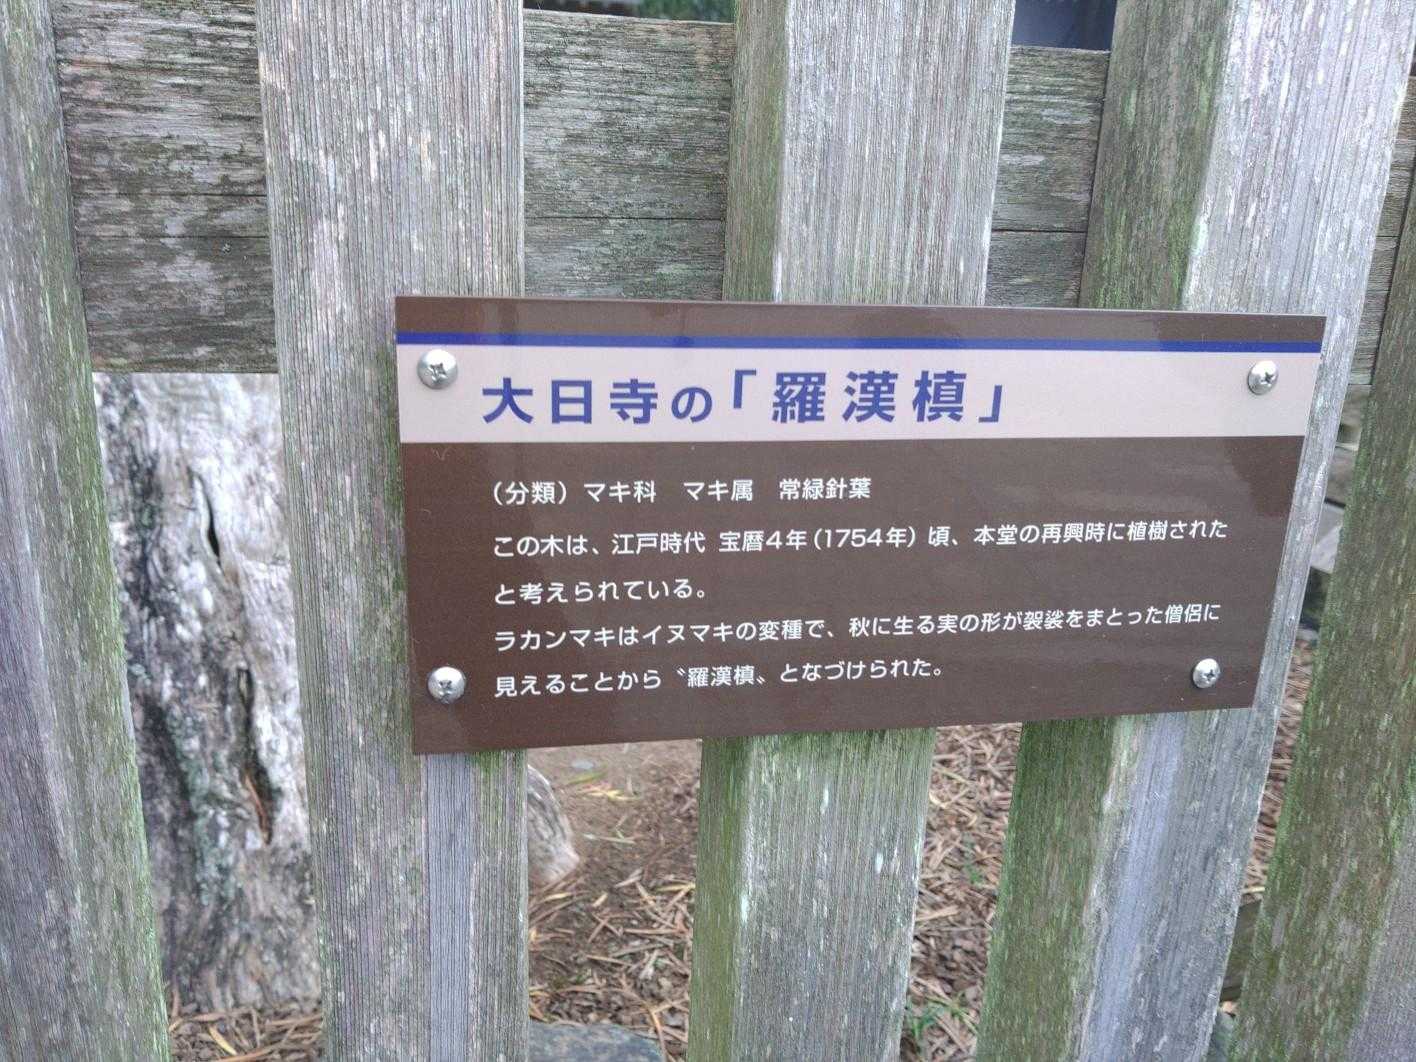 大日寺の「羅漢槙」
（分類）マキ科　マキ属　常緑針葉
この木は、江戸時代 宝暦4年（1754年）頃、本堂の再興時に植樹された
と考えられている。
ラカンマキはイヌマキの変種で、秋に生る実の形が袈裟をまとった僧侶に
見えることから〝羅漢槙〟となづけられた。